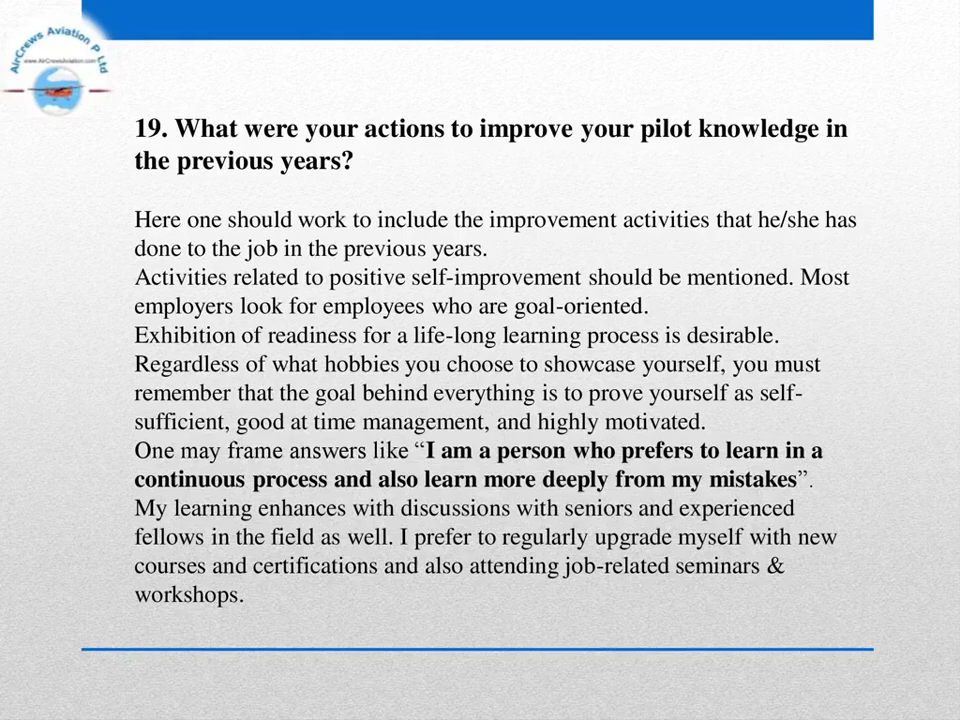 AirCrews Aviation P Ltd
www.AirCrewsAviation.com
19. What were your actions to improve your pilot knowledge in
the previous years?
Here one should work to include the improvement activities that he/she has
done to the job in the previous years.
Activities related to positive self-improvement should be mentioned. Most
employers look for employees who are goal-oriented.
Exhibition of readiness for a life-long learning process is desirable.
Regardless of what hobbies you choose to showcase yourself, you must
remember that the goal behind everything is to prove yourself as self-
sufficient, good at time management, and highly motivated.
One may frame answers like “I am a person who prefers to learn in a
continuous process and also learn more deeply from my mistakes”.
My learning enhances with discussions with seniors and experienced
fellows in the field as well. I prefer to regularly upgrade myself with new
courses and certifications and also attending job-related seminars &
workshops.